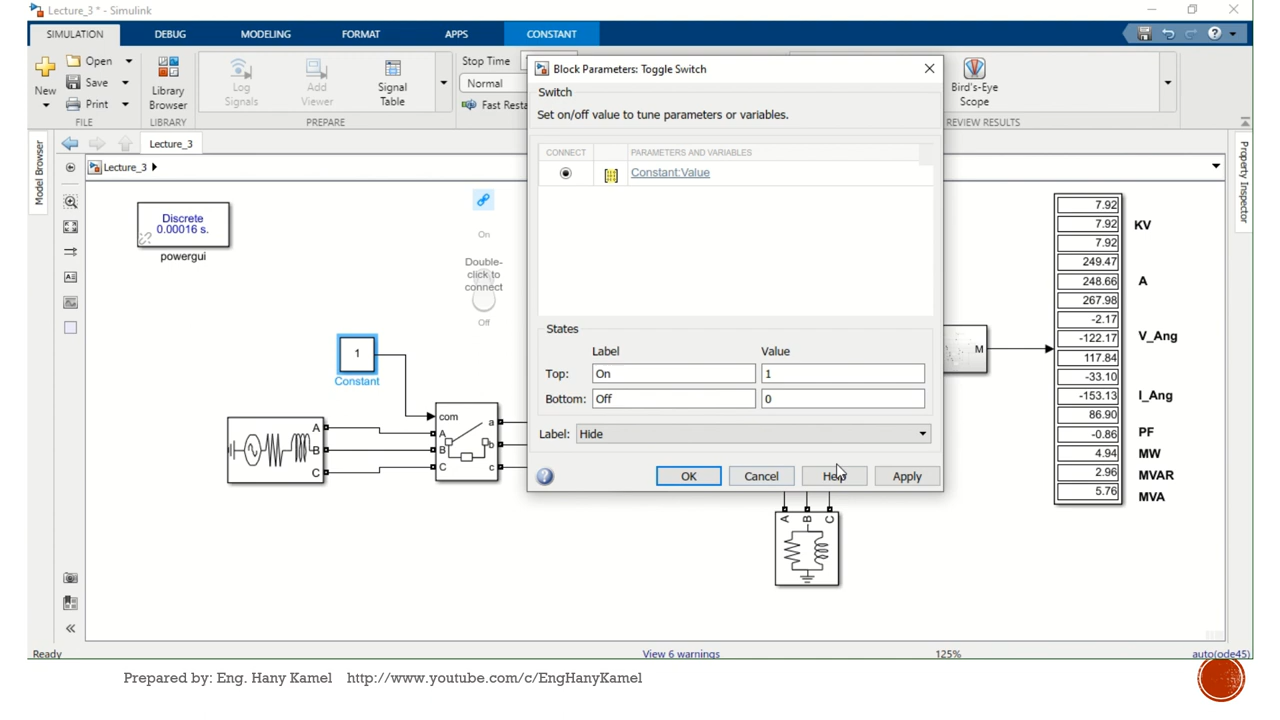 Lecture_3 * - Simulink
SIMULATION DEBUG MODELING FORMAT APPS CONSTANT
New
Open
Save
Print
FILE
Library
Browser
LIBRARY
Log
Signals
Add
Viewer
Signal
Table
PREPARE
Stop Time
Normal
Fast Resta
Bird's-Eye
Scope
REVIEW RESULTS
Lecture_3
Lecture_3
Model Browser
Property Inspector
Block Parameters: Toggle Switch
Switch
Set on/off value to tune parameters or variables.
CONNECT PARAMETERS AND VARIABLES
Constant:Value
States
Label Value
Top: On 1
Bottom: Off 0
Label: Hide
OK Cancel Help Apply
Discrete
0.00016 s.
powergui
On
Double-
click to
connect
Off
1
Constant
com
A
B
C
A
B
C
a
b
c
A B C
M
7.92
7.92
7.92
249.47
248.66
267.98
-2.17
-122.17
117.84
-33.10
-153.13
86.90
-0.86
4.94
2.96
5.76
KV
A
V_Ang
I_Ang
PF
MW
MVAR
MVA
Ready View 6 warnings 125% auto(ode45)
Prepared by: Eng. Hany Kamel http://www.youtube.com/c/EngHanyKamel